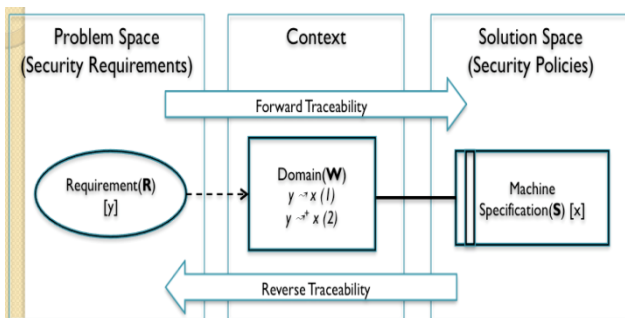 Problem Space
(Security Requirements)
Context
Solution Space
(Security Policies)
Forward Traceability
Requirement(R)
[y]
Domain(W)
y ⤳ x (1)
y ⤳⁺ x (2)
Machine
Specification(S) [x]
Reverse Traceability